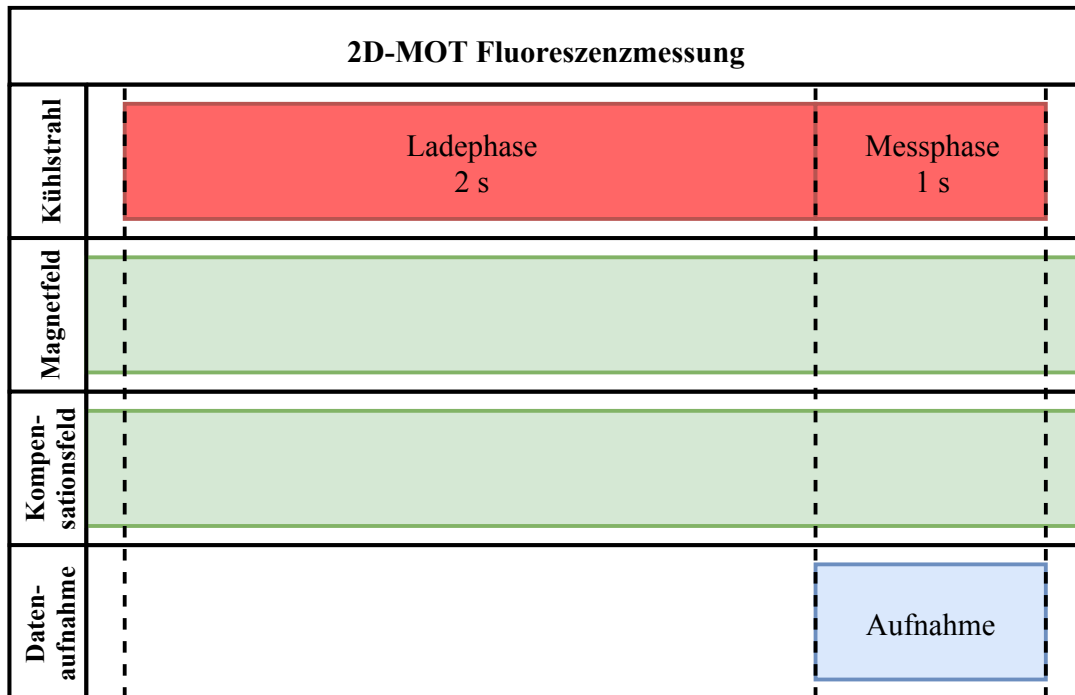 2D-MOT Fluoreszenzmessung
Kühlstrahl
Ladephase
2 s
Messphase
1 s
Magnetfeld
Kompen-
sationsfeld
Daten-
aufnahme
Aufnahme